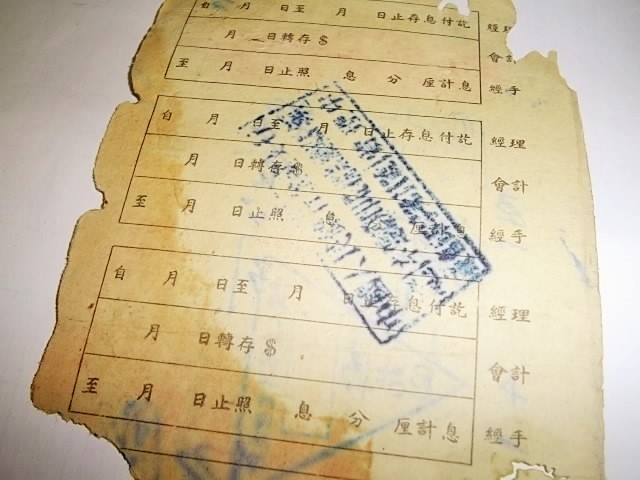 自 月 日至 月 日止存息付訖 經理
月 日轉存$ 會計
至 月 日止照 息 分 厘計息 經手
自 月 日至 月 日止存息付訖 經理
月 日轉存$ 會計
至 月 日止照 息 厘計息 經手
自 月 日至 月 日止存息付訖 經理
月 日轉存$ 會計
至 月 日止照 息 分 厘計息 經手